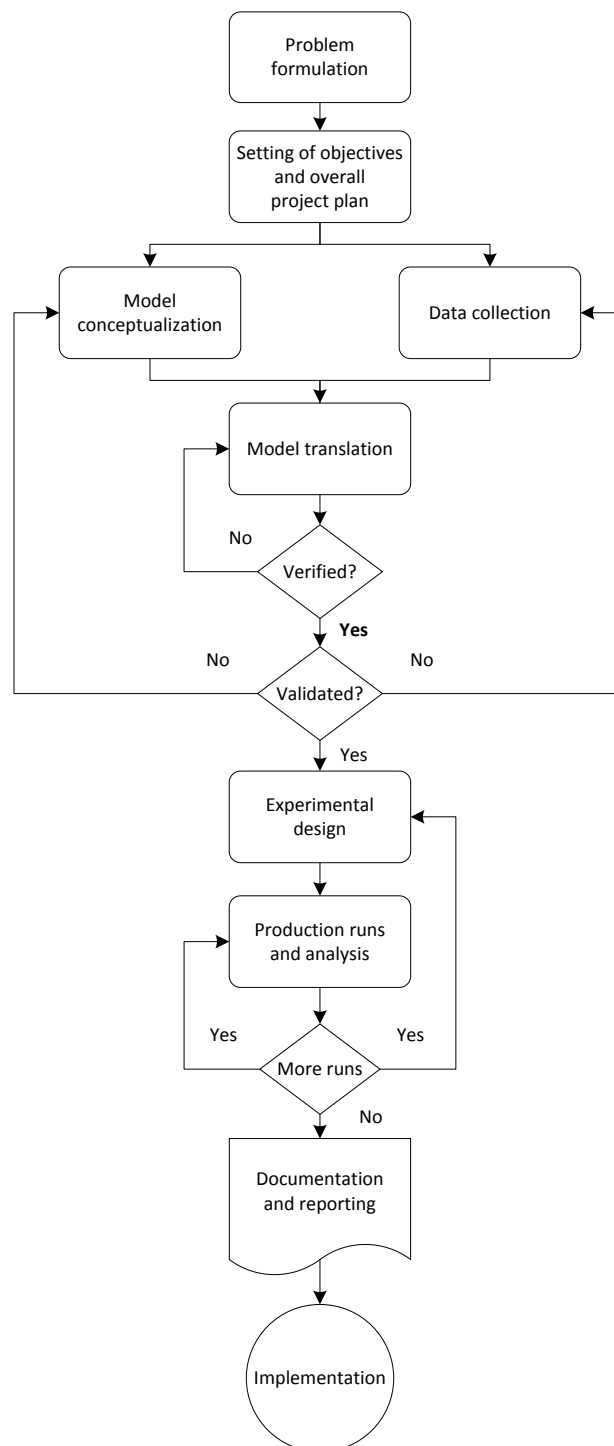 Problem
formulation
Setting of objectives
and overall
project plan
Model
conceptualization
Data collection
Model translation
No
Verified?
Yes
No
No
Validated?
Yes
Experimental
design
Production runs
and analysis
Yes
Yes
More runs
No
Documentation
and reporting
Implementation